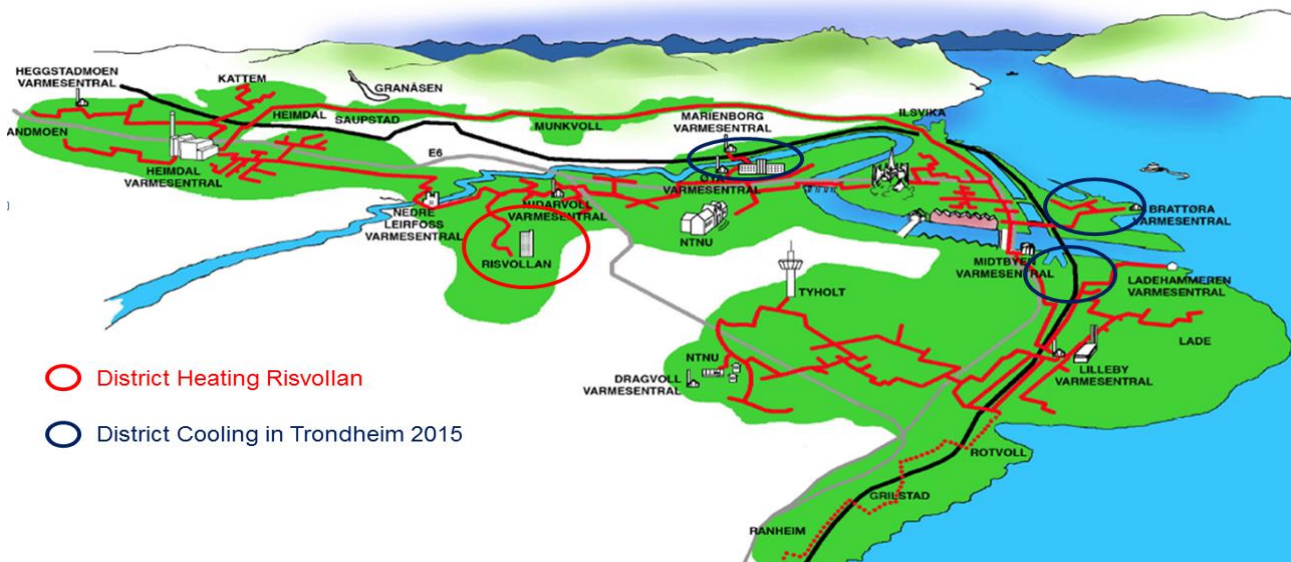 HEGGSTADMOEN
VARMESENTRAL
KATTEM
GRANÅSEN
ANDMOEN
HEIMDAL
SAUPSTAD
MUNKVOLL
MARIENBORG
VARMESENTRAL
ILSVIKA
E6
HEIMDAL
VARMESENTRAL
ØYA
VARMESENTRAL
NEDRE
LEIRFOSS
VARMESENTRAL
NIDARVOLL
VARMESENTRAL
RISVOLLAN
NTNU
BRATTØRA
VARMESENTRAL
MIDTBYEN
VARMESENTRAL
LADEHAMMEREN
VARMESENTRAL
TYHOLT
LADE
NTNU
DRAGVOLL
VARMESENTRAL
LILLEBY
VARMESENTRAL
District Heating Risvollan
District Cooling in Trondheim 2015
ROTVOLL
GRILSTAD
RANHEIM